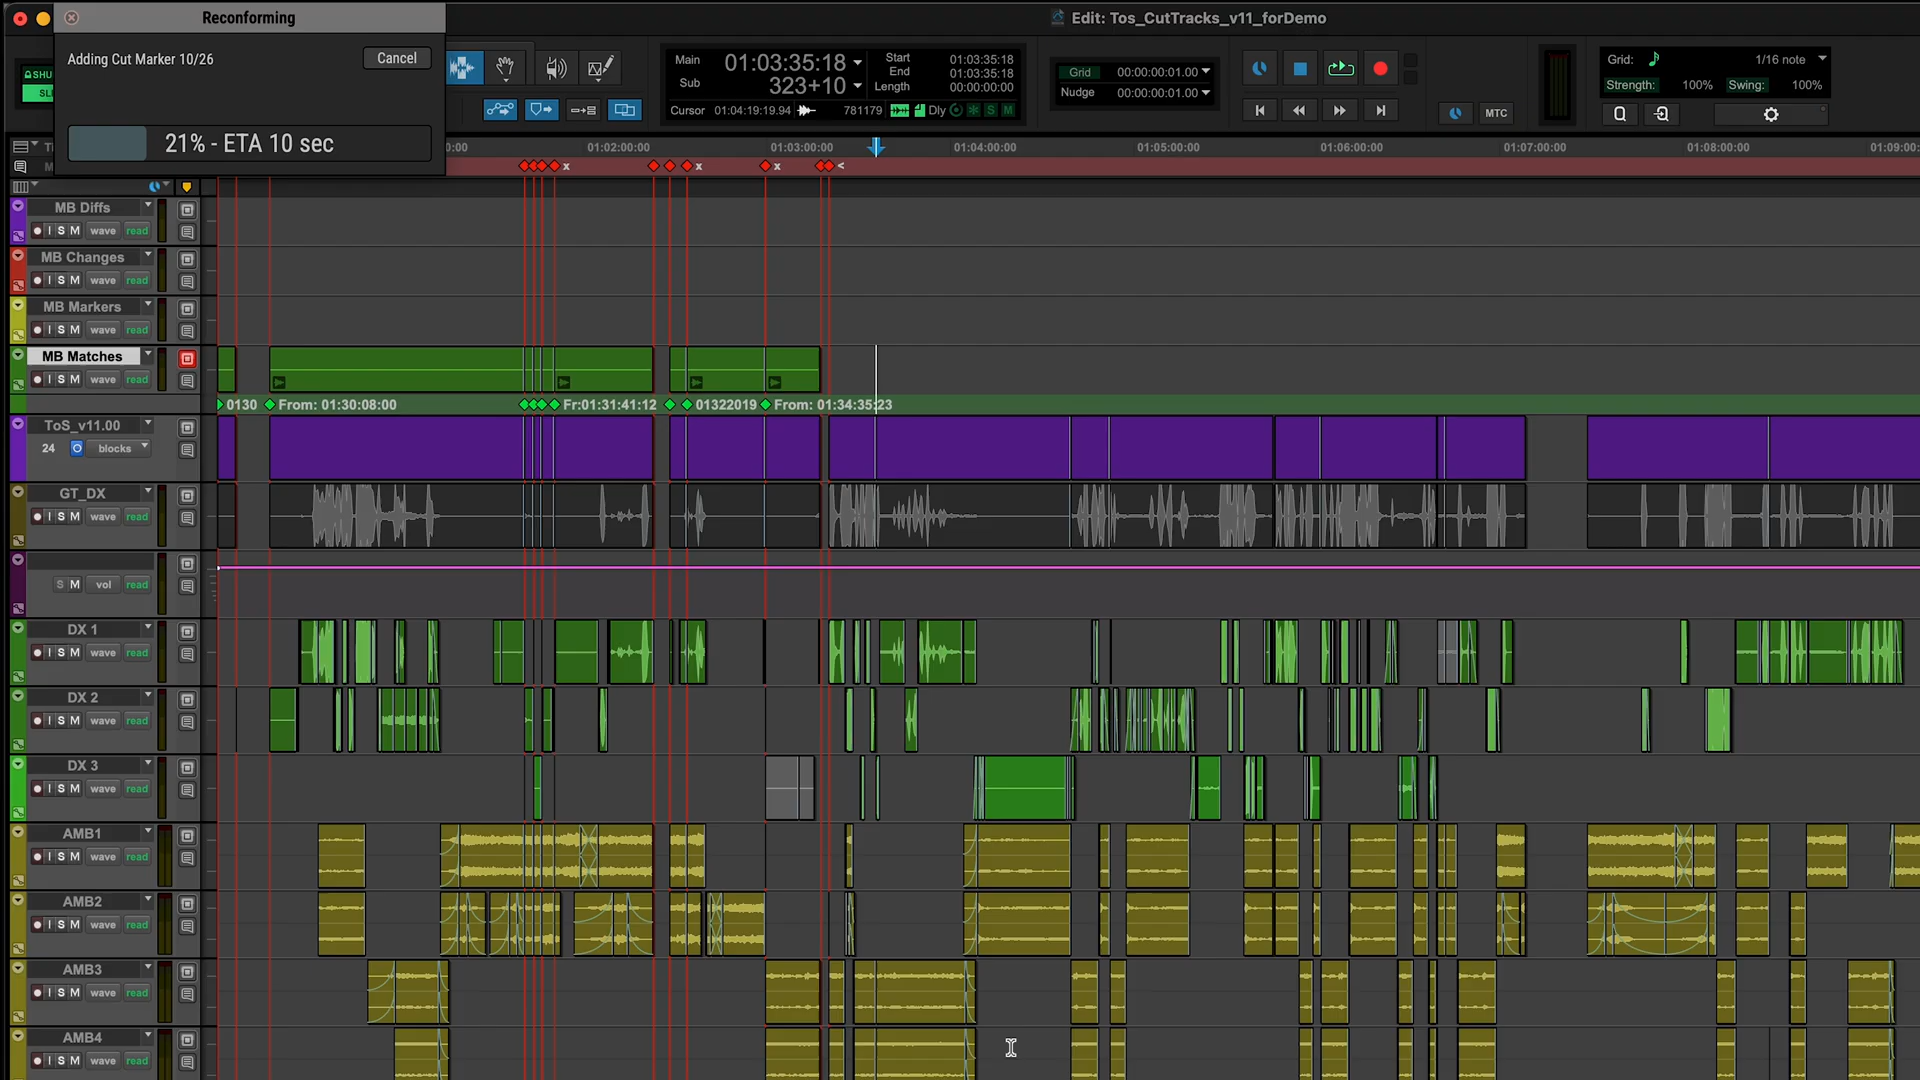 Reconforming
Adding Cut Marker 10/26
Cancel
21% - ETA 10 sec
Edit: Tos_CutTracks_v11_forDemo
Main 01:03:35:18
Sub 323+10
Start 01:03:35:18
End 01:03:35:18
Length 00:00:00:00
Cursor 01:04:19:19.94 781179 Dly S M
Grid 00:00:00:01.00
Nudge 00:00:00:01.00
MTC
Grid: 1/16 note
Strength: 100% Swing: 100%
01:02:00:00 01:03:00:00 01:04:00:00 01:05:00:00 01:06:00:00 01:07:00:00 01:08:00:00 01:09:00:
x x x <
MB Diffs
I S M wave read
MB Changes
I S M wave read
MB Markers
I S M wave read
MB Matches
I S M wave read
0130 From: 01:30:08:00 Fr:01:31:41:12 01322019 From: 01:34:35:23
ToS_v11.00
24 blocks
GT_DX
I S M wave read
S M vol read
DX 1
I S M wave read
DX 2
I S M wave read
DX 3
I S M wave read
AMB1
I S M wave read
AMB2
I S M wave read
AMB3
I S M wave read
AMB4
I S M wave read